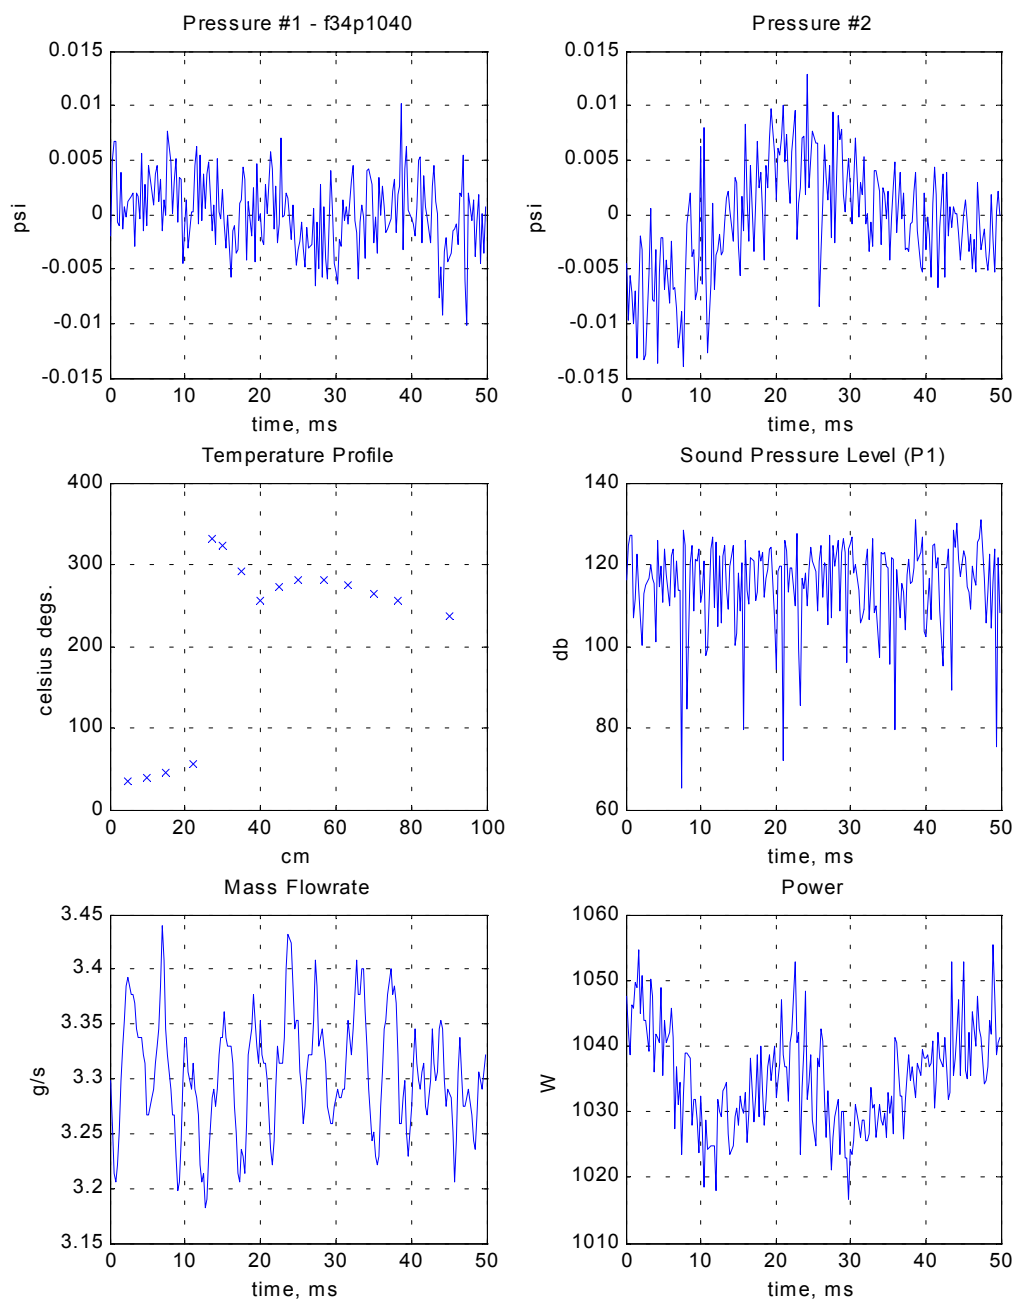 Pressure #1 - f34p1040
0.015
0.01
0.005
0
-0.005
-0.01
-0.015
psi
0 10 20 30 40 50
time, ms
Pressure #2
0.015
0.01
0.005
0
-0.005
-0.01
-0.015
psi
0 10 20 30 40 50
time, ms
Temperature Profile
400
300
200
100
0
celsius degs.
0 20 40 60 80 100
cm
Sound Pressure Level (P1)
140
120
100
80
60
db
0 10 20 30 40 50
time, ms
Mass Flowrate
3.45
3.4
3.35
3.3
3.25
3.2
3.15
g/s
0 10 20 30 40 50
time, ms
Power
1060
1050
1040
1030
1020
1010
W
0 10 20 30 40 50
time, ms